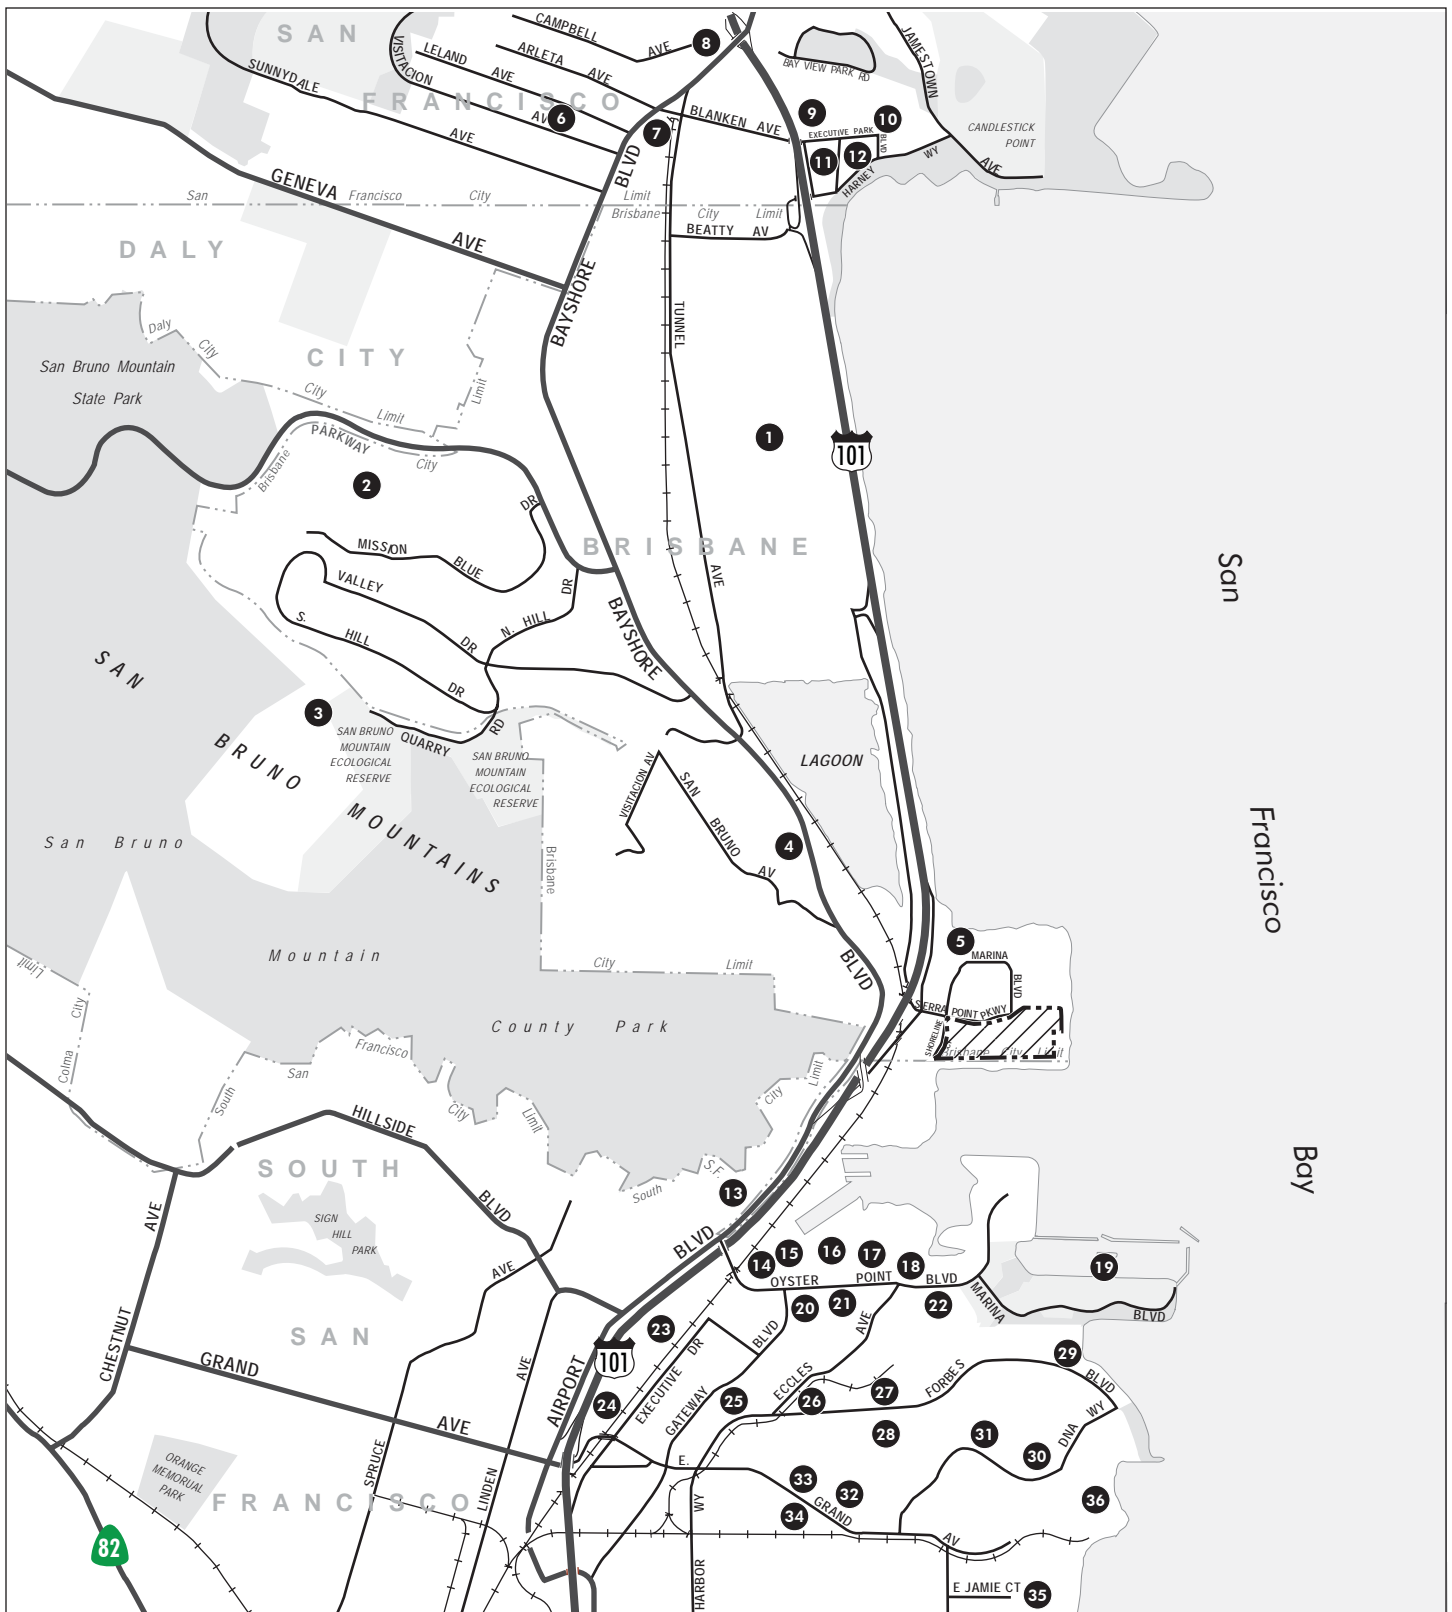 SAN
FRANCISCO
CAMPBELL
AVE
8
LELAND
AVE
ARLETA
AVE
VISITACION
AV
6
SUNNYDALE
AVE
GENEVA
AVE
7
BLVD
BAYSHORE
BLANKEN AVE
BAY VIEW PARK RD
JAMESTOWN
AVE
CANDLESTICK
POINT
9
10
EXECUTIVE PARK
BLVD
11
12
HARNEY
WY
San
Francisco
City
Limit
Brisbane
City
Limit
BEATTY AV
DALY
CITY
Daly
City
City
Limit
Limit
San Bruno Mountain
State Park
PARKWAY
Brisbane
City
2
TUNNEL
AVE
1
101
BRISBANE
MISSION
BLUE
DR
VALLEY
DR
S.
HILL
DR
N. HILL
DR
BAYSHORE
SAN
BRUNO
MOUNTAINS
3
SAN BRUNO
MOUNTAIN
ECOLOGICAL
RESERVE
QUARRY
RD
SAN BRUNO
MOUNTAIN
ECOLOGICAL
RESERVE
VISITACION AV
SAN
BRUNO
AV
4
LAGOON
San
Francisco
Bay
San Bruno
Mountain
County Park
Brisbane
City
Limit
BLVD
5
MARINA
BLVD
SIERRA POINT PKWY
SHORELINE
Brisbane City Limit
Limit
City
Colma
South
San
Francisco
City
Limit
South
S.F.
City
Limit
HILLSIDE
BLVD
SOUTH
SAN
FRANCISCO
SIGN
HILL
PARK
13
BLVD
AIRPORT
14
15
16
17
18
19
OYSTER
POINT
BLVD
MARINA
BLVD
20
21
22
AVE
ECCLES
BLVD
GATEWAY
EXECUTIVE
DR
23
24
101
AVE
CHESTNUT
GRAND
AVE
AVE
SPRUCE
AVE
LINDEN
ORANGE
MEMORIAL
PARK
82
25
26
27
28
FORBES
BLVD
29
DNA
WY
30
31
32
33
34
E.
GRAND
AV
WY
HARBOR
36
E JAMIE CT
35